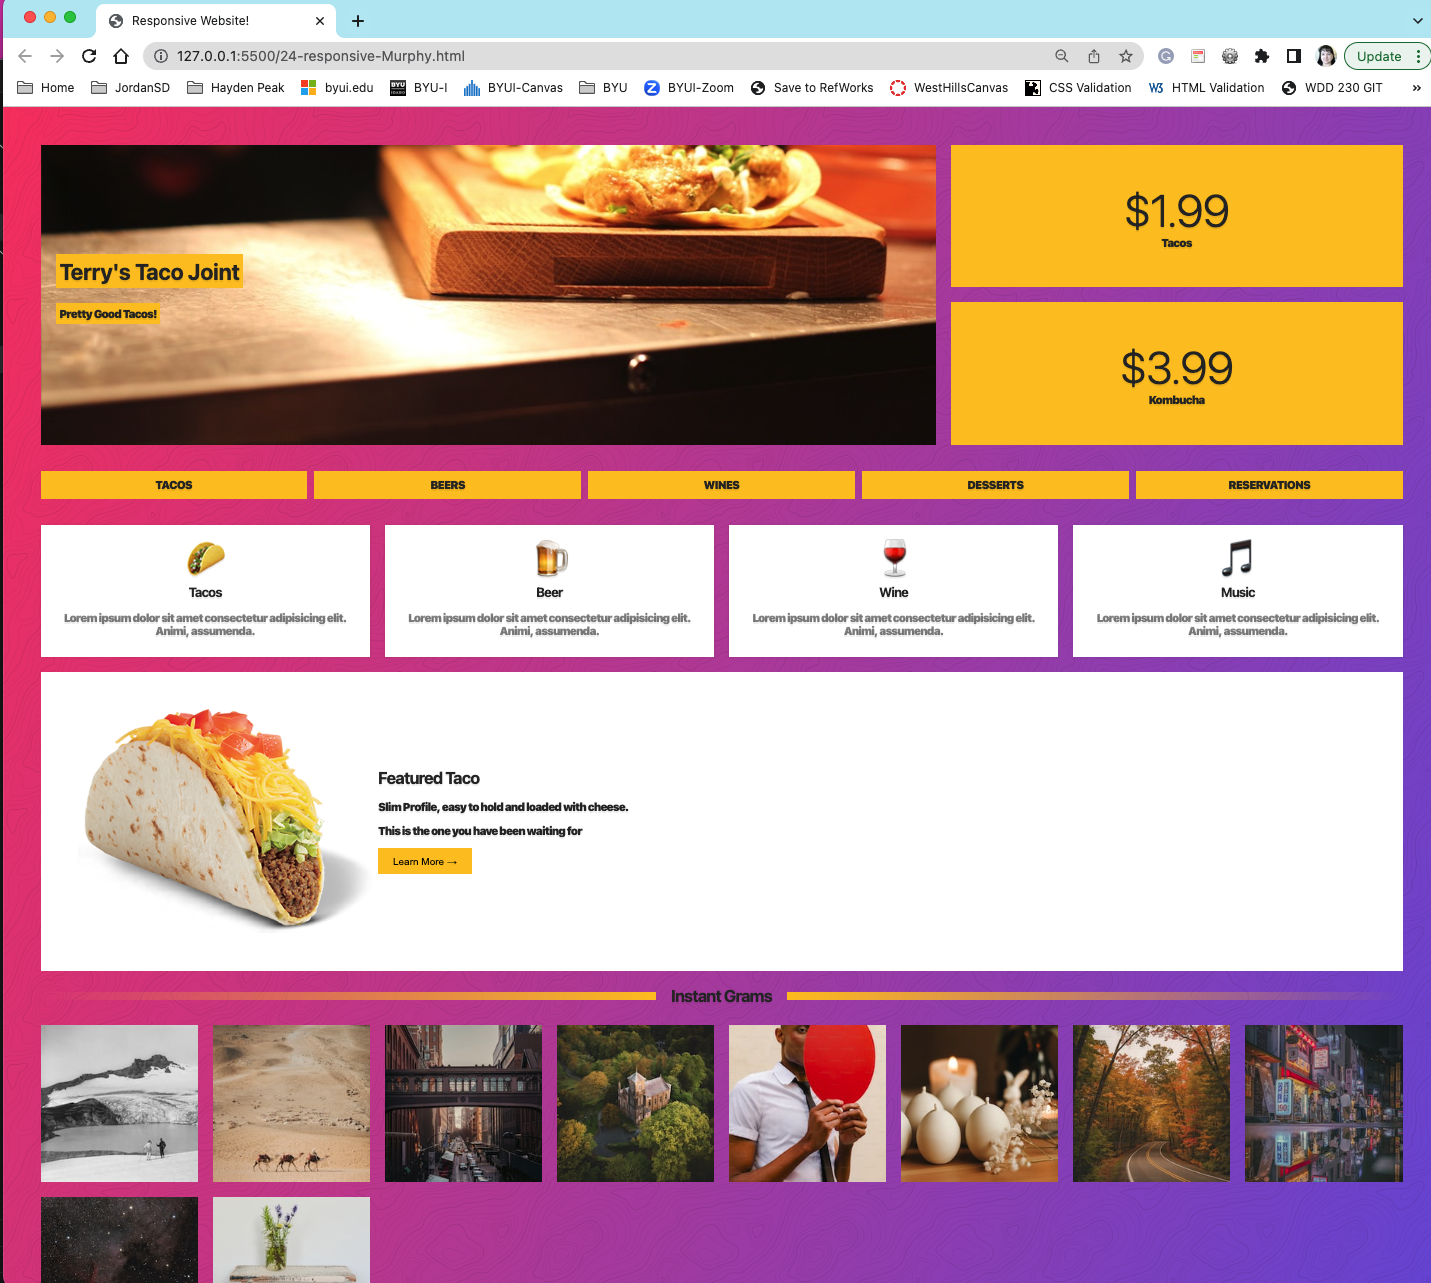 Responsive Website!
127.0.0.1:5500/24-responsive-Murphy.html
Update
Home JordanSD Hayden Peak byui.edu BYU-I BYUI-Canvas BYU BYUI-Zoom Save to RefWorks WestHillsCanvas CSS Validation HTML Validation WDD 230 GIT »
Terry's Taco Joint
Pretty Good Tacos!
$1.99
Tacos
$3.99
Kombucha
TACOS BEERS WINES DESSERTS RESERVATIONS
Tacos
Lorem ipsum dolor sit amet consectetur adipisicing elit.
Animi, assumenda.
Beer
Lorem ipsum dolor sit amet consectetur adipisicing elit.
Animi, assumenda.
Wine
Lorem ipsum dolor sit amet consectetur adipisicing elit.
Animi, assumenda.
Music
Lorem ipsum dolor sit amet consectetur adipisicing elit.
Animi, assumenda.
Featured Taco
Slim Profile, easy to hold and loaded with cheese.
This is the one you have been waiting for
Learn More →
Instant Grams